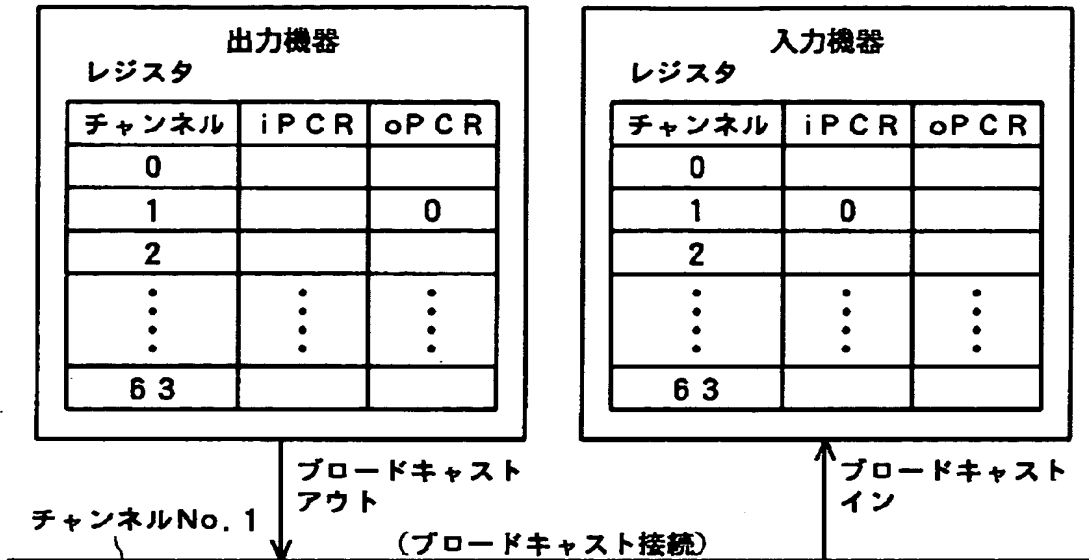 出力機器
レジスタ
チャンネル iPCR oPCR
0
1 0
2
63
ブロードキャスト
アウト
入力機器
レジスタ
チャンネル iPCR oPCR
0
1 0
2
63
ブロードキャスト
イン
チャンネルNo.1
(ブロードキャスト接続)